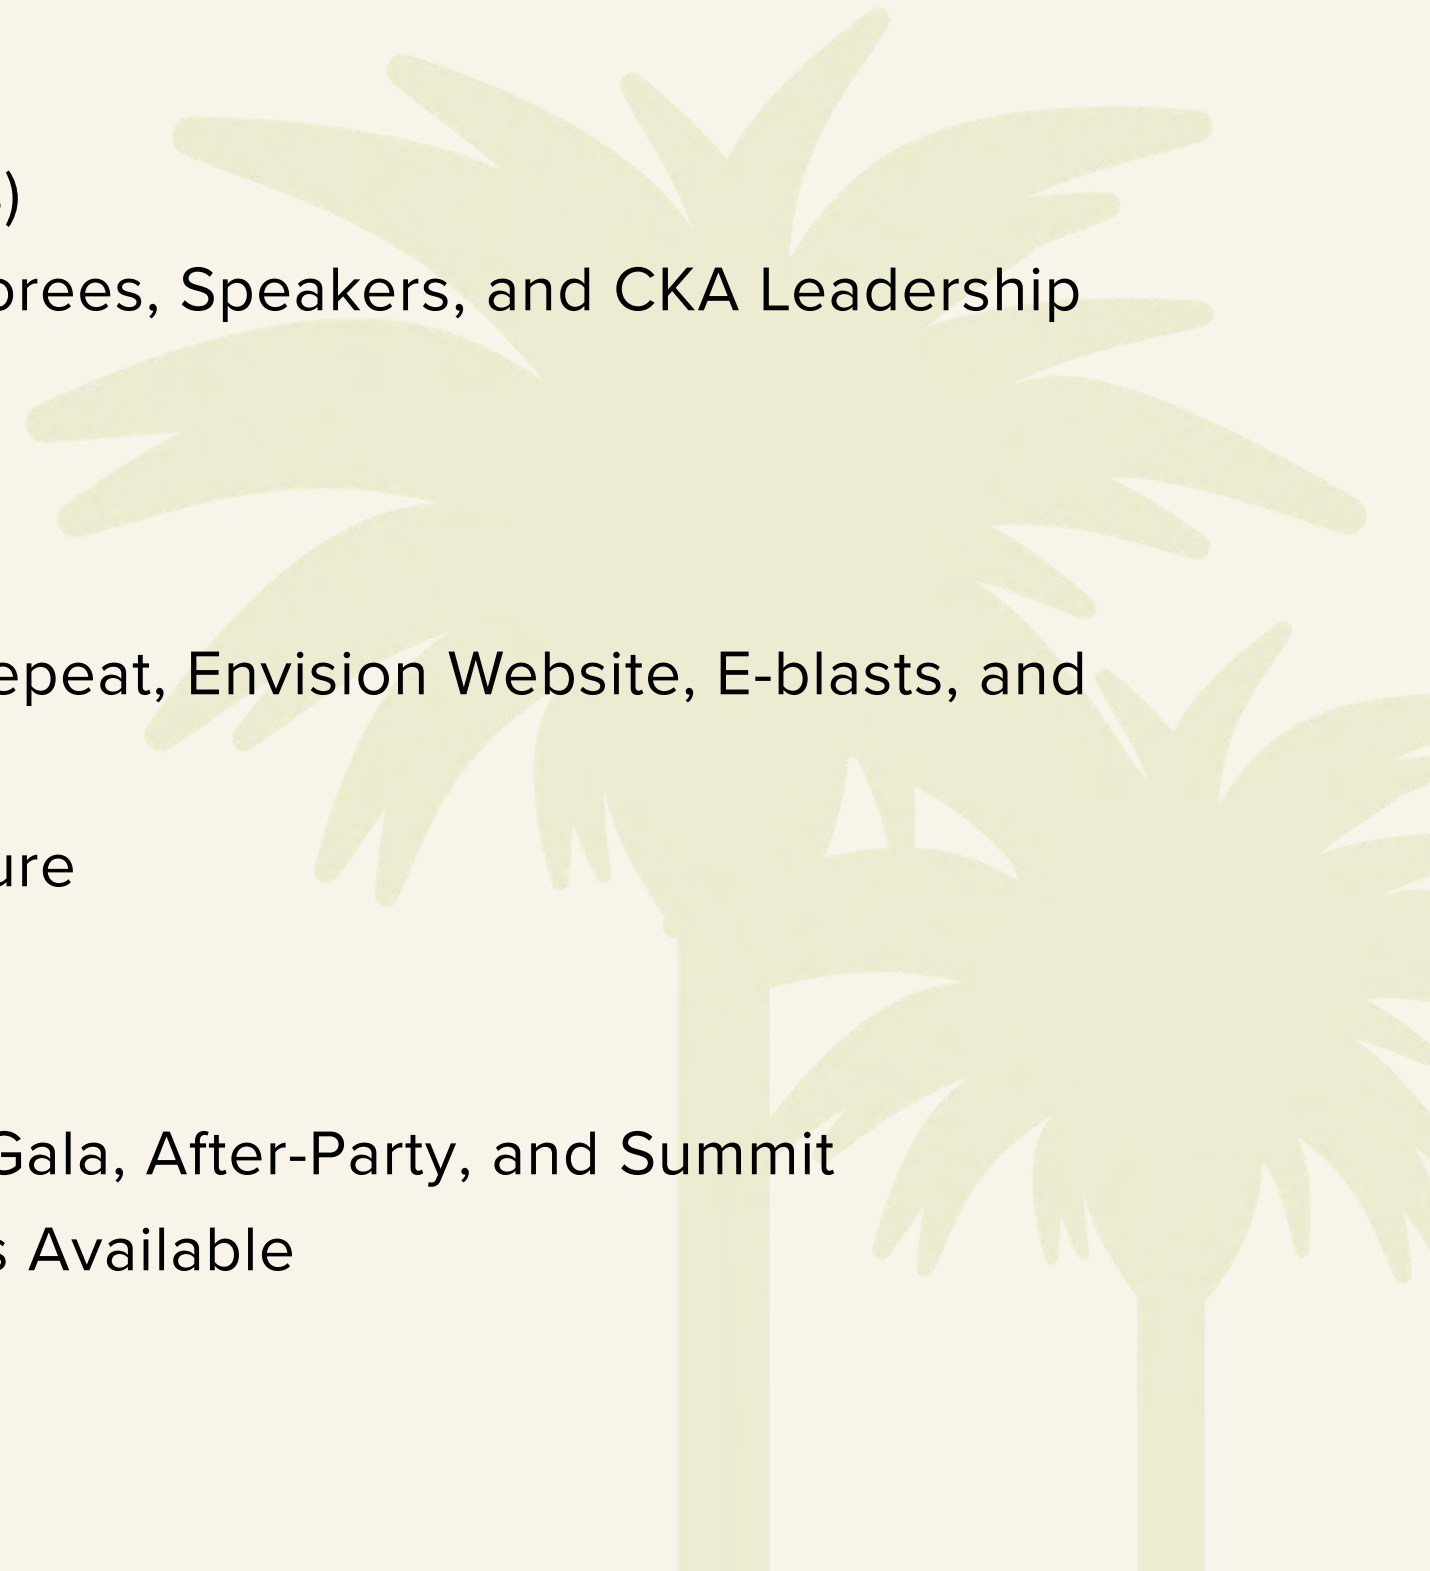 )
orees, Speakers, and CKA Leadership
epeat, Envision Website, E-blasts, and
ure
Gala, After-Party, and Summit
s Available